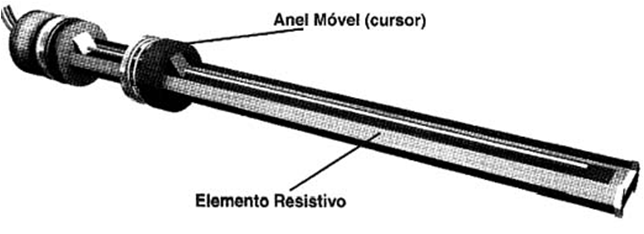 Anel Móvel (cursor)
Elemento Resistivo